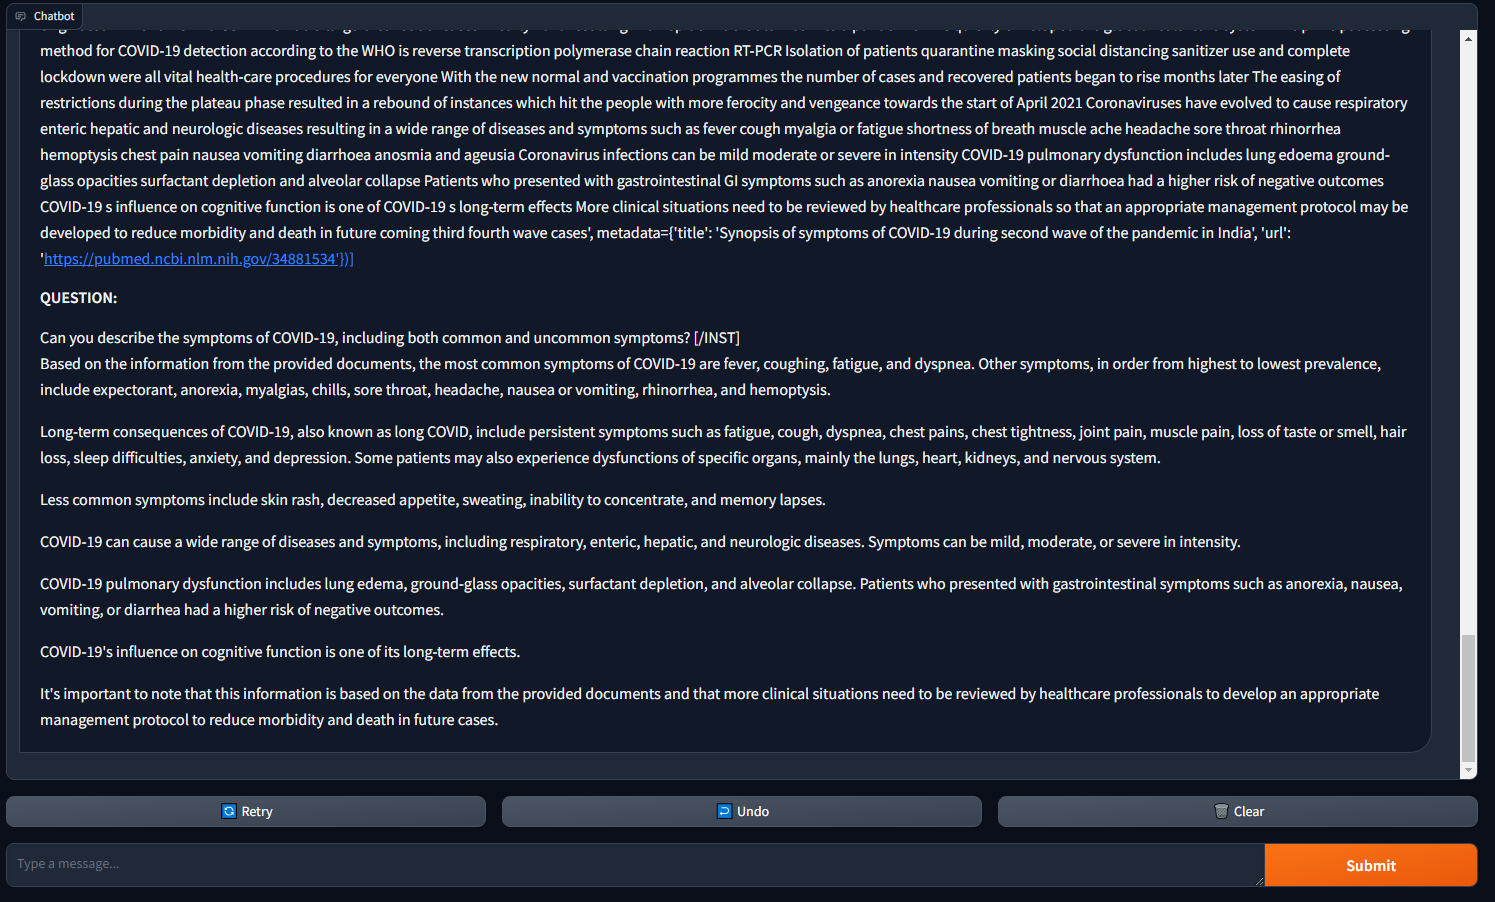 Chatbot
method for COVID-19 detection according to the WHO is reverse transcription polymerase chain reaction RT-PCR Isolation of patients quarantine masking social distancing sanitizer use and complete
lockdown were all vital health-care procedures for everyone With the new normal and vaccination programmes the number of cases and recovered patients began to rise months later The easing of
restrictions during the plateau phase resulted in a rebound of instances which hit the people with more ferocity and vengeance towards the start of April 2021 Coronaviruses have evolved to cause respiratory
enteric hepatic and neurologic diseases resulting in a wide range of diseases and symptoms such as fever cough myalgia or fatigue shortness of breath muscle ache headache sore throat rhinorrhea
hemoptysis chest pain nausea vomiting diarrhoea anosmia and ageusia Coronavirus infections can be mild moderate or severe in intensity COVID-19 pulmonary dysfunction includes lung edoema ground-
glass opacities surfactant depletion and alveolar collapse Patients who presented with gastrointestinal GI symptoms such as anorexia nausea vomiting or diarrhoea had a higher risk of negative outcomes
COVID-19 s influence on cognitive function is one of COVID-19 s long-term effects More clinical situations need to be reviewed by healthcare professionals so that an appropriate management protocol may be
developed to reduce morbidity and death in future coming third fourth wave cases', metadata={'title': 'Synopsis of symptoms of COVID-19 during second wave of the pandemic in India', 'url':
'https://pubmed.ncbi.nlm.nih.gov/34881534'})]
QUESTION:
Can you describe the symptoms of COVID-19, including both common and uncommon symptoms? [/INST]
Based on the information from the provided documents, the most common symptoms of COVID-19 are fever, coughing, fatigue, and dyspnea. Other symptoms, in order from highest to lowest prevalence,
include expectorant, anorexia, myalgias, chills, sore throat, headache, nausea or vomiting, rhinorrhea, and hemoptysis.
Long-term consequences of COVID-19, also known as long COVID, include persistent symptoms such as fatigue, cough, dyspnea, chest pains, chest tightness, joint pain, muscle pain, loss of taste or smell, hair
loss, sleep difficulties, anxiety, and depression. Some patients may also experience dysfunctions of specific organs, mainly the lungs, heart, kidneys, and nervous system.
Less common symptoms include skin rash, decreased appetite, sweating, inability to concentrate, and memory lapses.
COVID-19 can cause a wide range of diseases and symptoms, including respiratory, enteric, hepatic, and neurologic diseases. Symptoms can be mild, moderate, or severe in intensity.
COVID-19 pulmonary dysfunction includes lung edema, ground-glass opacities, surfactant depletion, and alveolar collapse. Patients who presented with gastrointestinal symptoms such as anorexia, nausea,
vomiting, or diarrhea had a higher risk of negative outcomes.
COVID-19's influence on cognitive function is one of its long-term effects.
It's important to note that this information is based on the data from the provided documents and that more clinical situations need to be reviewed by healthcare professionals to develop an appropriate
management protocol to reduce morbidity and death in future cases.
Retry
Undo
Clear
Type a message...
Submit